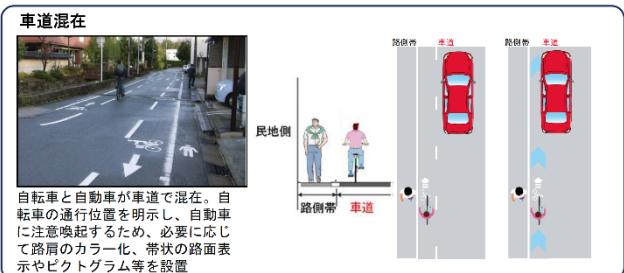 車道混在
自転車と自動車が車道で混在。自
転車の通行位置を明示し、自動車
に注意喚起するため、必要に応じ
て路肩のカラー化、帯状の路面表
示やピクトグラム等を設置
民地側
路側帯 車道
路側帯 車道
路側帯 車道